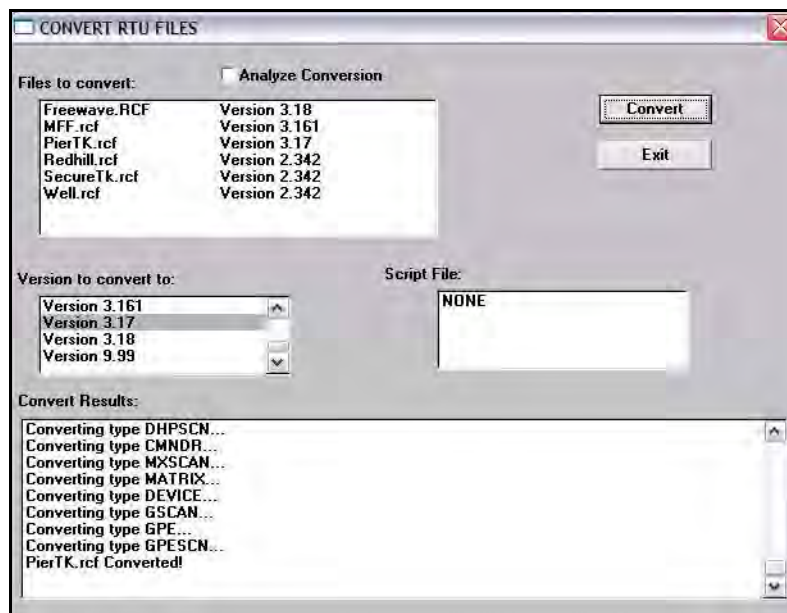 CONVERT RTU FILES
Files to convert:
Analyze Conversion
Freewave.RCF Version 3.18
MFF.rcf Version 3.161
PierTK.rcf Version 3.17
Redhill.rcf Version 2.342
SecureTk.rcf Version 2.342
Well.rcf Version 2.342
Convert
Exit
Version to convert to:
Version 3.161
Version 3.17
Version 3.18
Version 9.99
Script File:
NONE
Convert Results:
Converting type DHPSCN...
Converting type CMNDR...
Converting type MXSCAN...
Converting type MATRIX...
Converting type DEVICE...
Converting type GSCAN...
Converting type GPE...
Converting type GPESCN...
PierTK.rcf Converted!